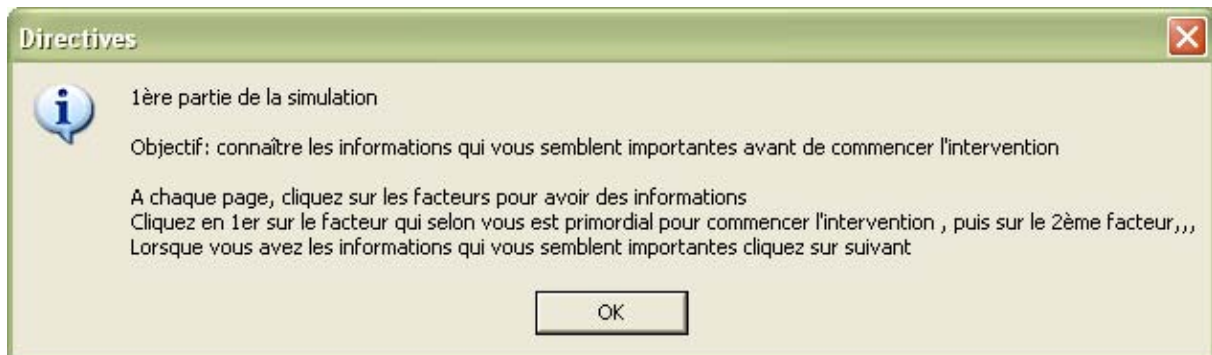 Directives
1ère partie de la simulation
Objectif: connaître les informations qui vous semblent importantes avant de commencer l'intervention
A chaque page, cliquez sur les facteurs pour avoir des informations
Cliquez en 1er sur le facteur qui selon vous est primordial pour commencer l'intervention , puis sur le 2ème facteur,,,
Lorsque vous avez les informations qui vous semblent importantes cliquez sur suivant
OK